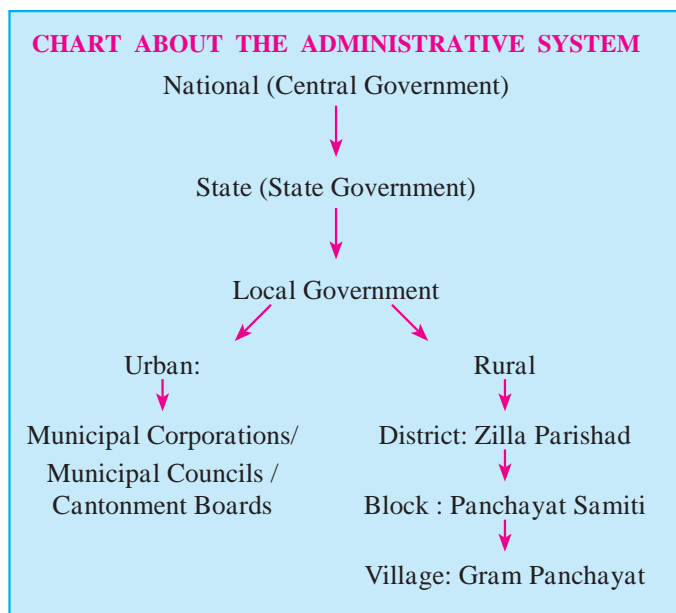 CHART ABOUT THE ADMINISTRATIVE SYSTEM
National (Central Government)
State (State Government)
Local Government
Urban:
Municipal Corporations/
Municipal Councils /
Cantonment Boards
Rural
District: Zilla Parishad
Block : Panchayat Samiti
Village: Gram Panchayat